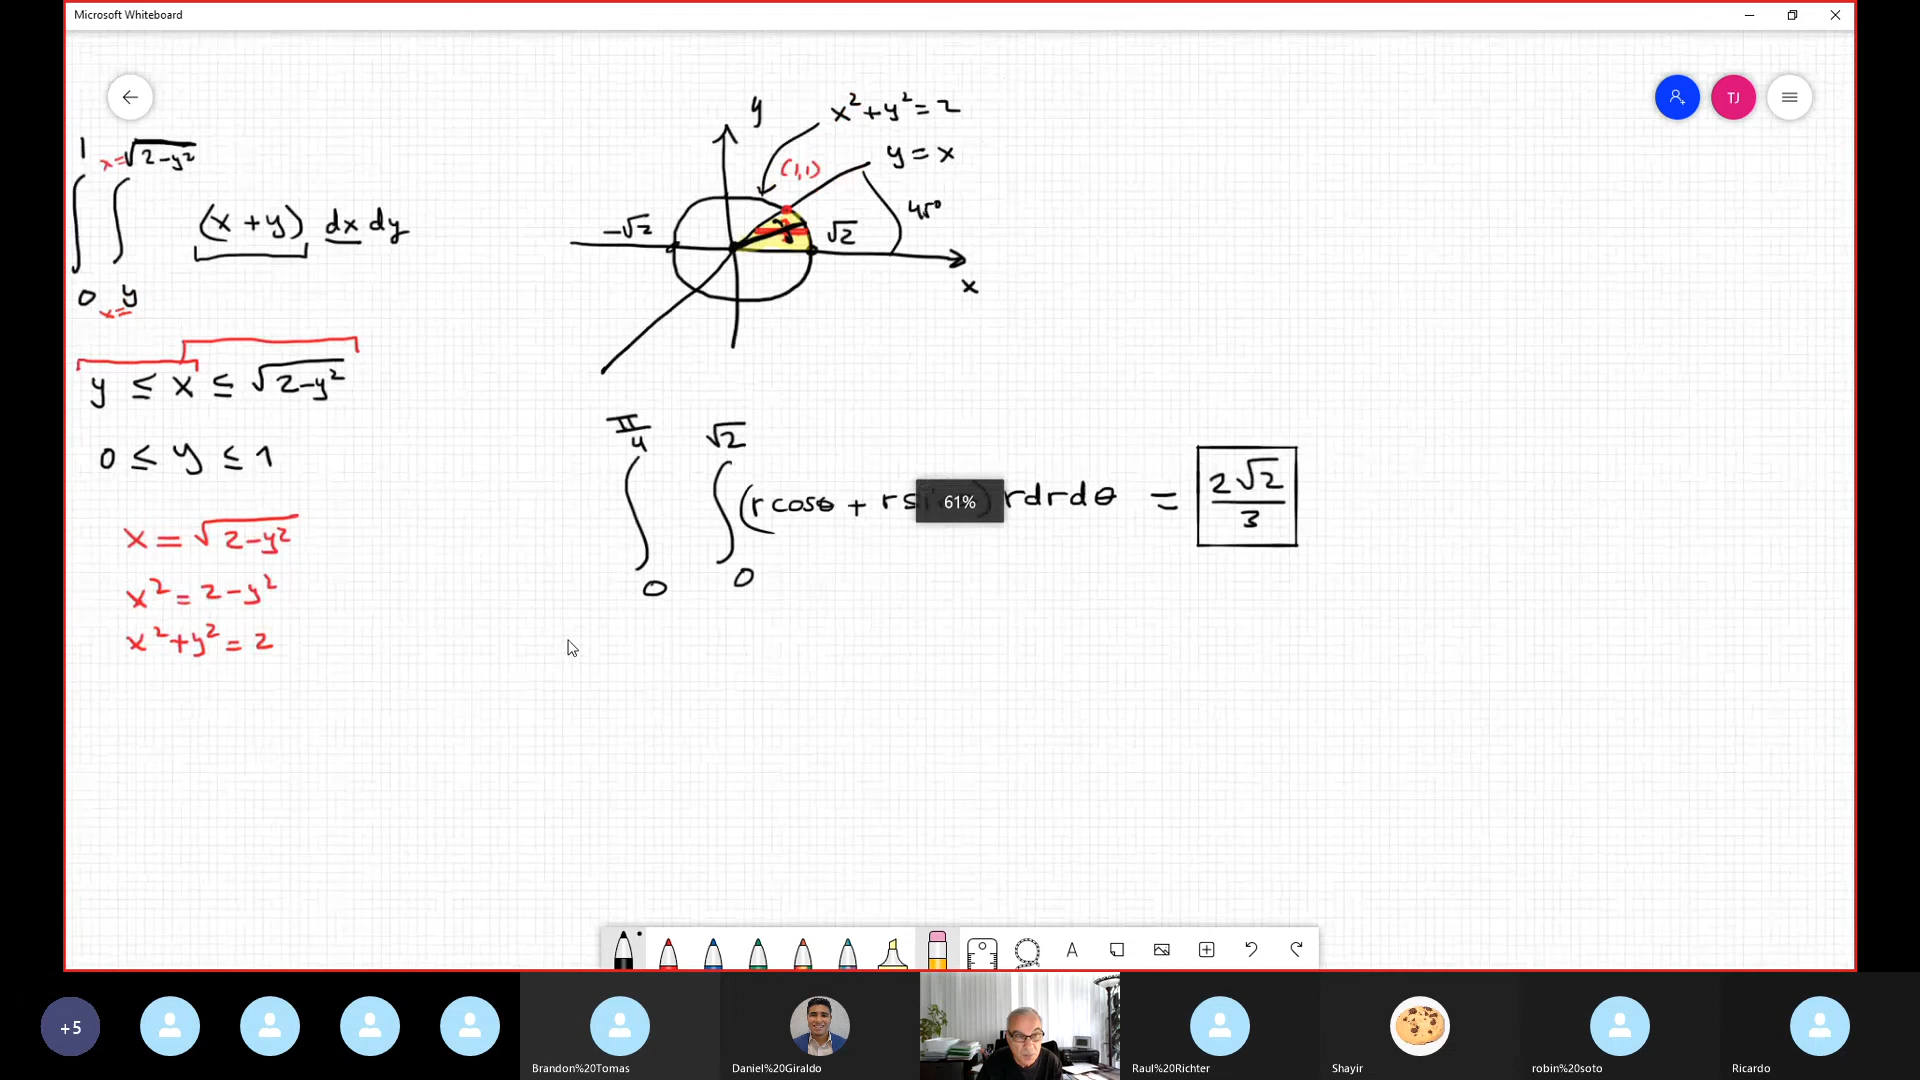 Microsoft Whiteboard
TJ
∫₀¹ ∫_{x=y}^{x=√(2-y²)} (x + y) dx dy
y ≤ x ≤ √(2-y²)
0 ≤ y ≤ 1
x = √(2-y²)
x² = 2-y²
x²+y² = 2
y
x²+y² = 2
y = x
(1,1)
45°
-√2
√2
x
∫₀^{π/4} ∫₀^{√2} (r cosθ + r s ) r dr dθ = 2√2/3
61%
A
+5
Brandon%20Tomas
Daniel%20Giraldo
Raul%20Richter
Shayir
robin%20soto
Ricardo